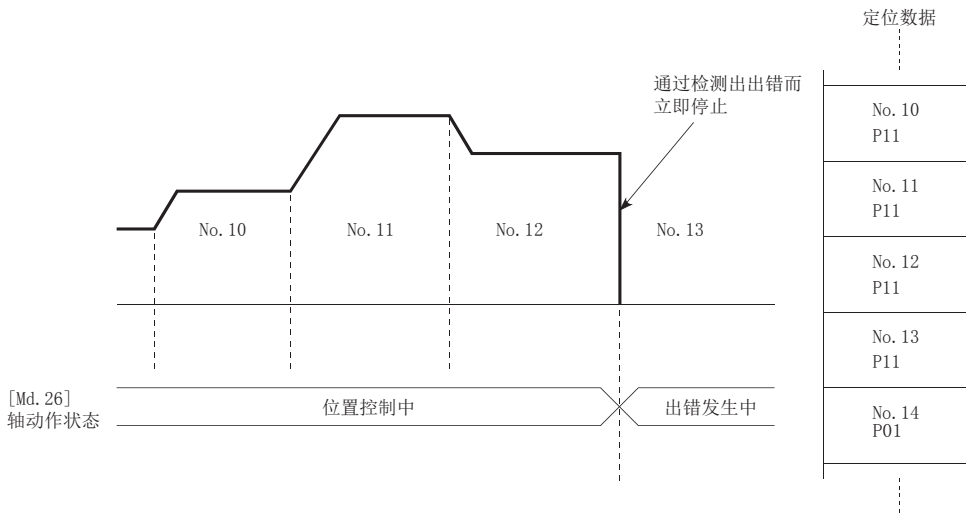 定位数据
通过检测出出错而
立即停止
No.10
P11
No.11
P11
No.10
No.11
No.12
No.13
No.12
P11
No.13
P11
[Md.26]
轴动作状态
位置控制中
出错发生中
No.14
P01